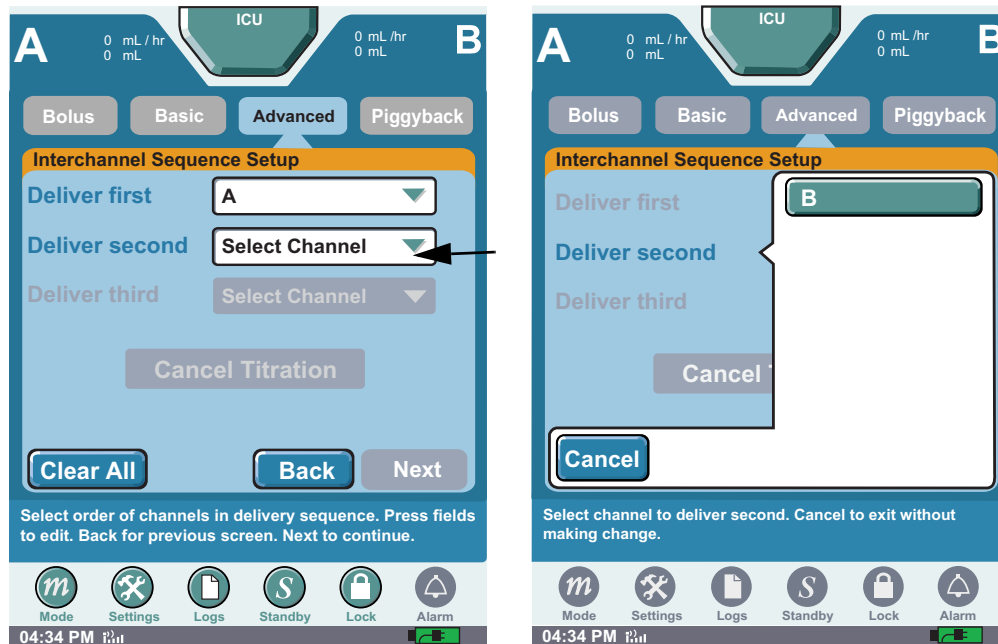 ICU
A
0 mL / hr
0 mL
0 mL /hr
0 mL
B
Bolus
Basic
Advanced
Piggyback
Interchannel Sequence Setup
Deliver first
A
Deliver second
Select Channel
Deliver third
Select Channel
Cancel Titration
Clear All
Back
Next
Select order of channels in delivery sequence. Press fields
to edit. Back for previous screen. Next to continue.
m
S
Mode
Settings
Logs
Standby
Lock
Alarm
04:34 PM
ICU
A
0 mL / hr
0 mL
0 mL /hr
0 mL
B
Bolus
Basic
Advanced
Piggyback
Interchannel Sequence Setup
Deliver first
B
Deliver second
Deliver third
Cancel
Cancel
Select channel to deliver second. Cancel to exit without
making change.
m
S
Mode
Settings
Logs
Standby
Lock
Alarm
04:34 PM